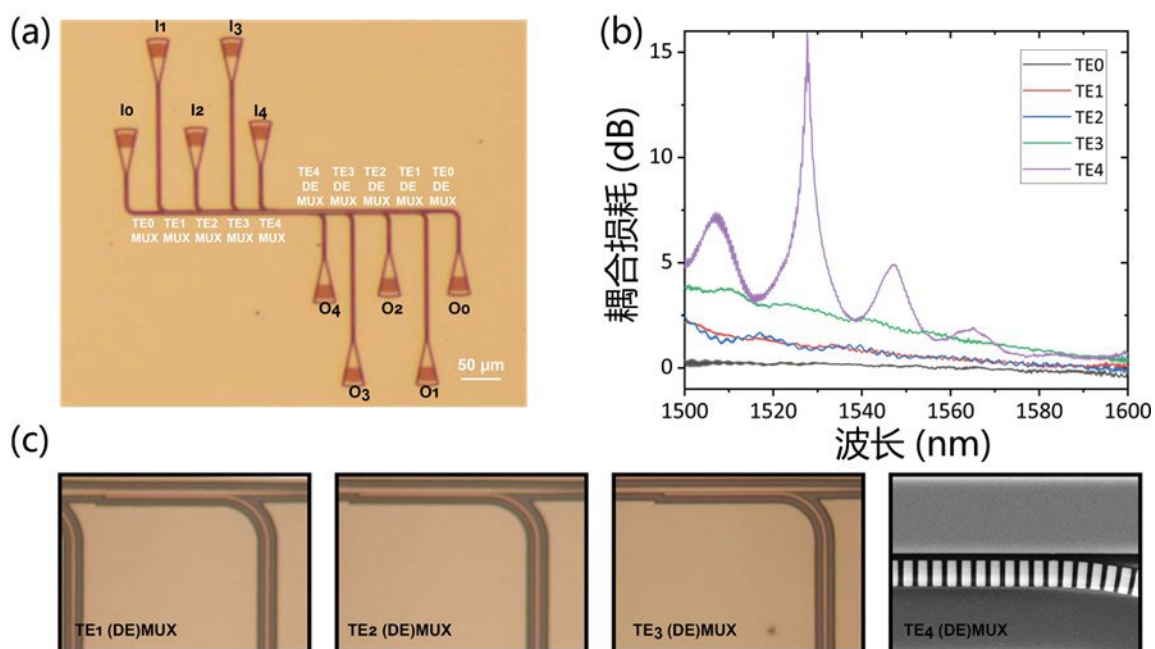 (a)
I1
I3
I0
I2
I4
TE4 TE3 TE2 TE1 TE0
DE DE DE DE DE
MUX MUX MUX MUX MUX
TE0 TE1 TE2 TE3 TE4
MUX MUX MUX MUX MUX
O4
O2
O0
O3
O1
50 μm
(b)
耦合损耗 (dB)
15
10
5
0
TE0
TE1
TE2
TE3
TE4
1500 1520 1540 1560 1580 1600
波长 (nm)
(c)
TE1 (DE)MUX
TE2 (DE)MUX
TE3 (DE)MUX
TE4 (DE)MUX